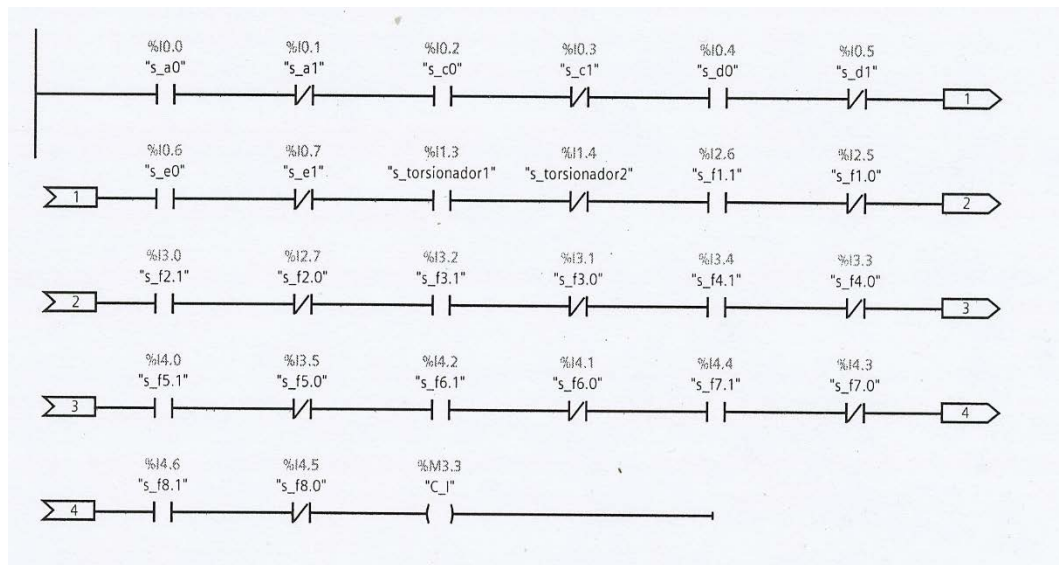 %I0.0 %I0.1 %I0.2 %I0.3 %I0.4 %I0.5
"s_a0" "s_a1" "s_c0" "s_c1" "s_d0" "s_d1"
1
%I0.6 %I0.7 %I1.3 %I1.4 %I2.6 %I2.5
"s_e0" "s_e1" "s_torsionador1" "s_torsionador2" "s_f1.1" "s_f1.0"
1 2
%I3.0 %I2.7 %I3.2 %I3.1 %I3.4 %I3.3
"s_f2.1" "s_f2.0" "s_f3.1" "s_f3.0" "s_f4.1" "s_f4.0"
2 3
%I4.0 %I3.5 %I4.2 %I4.1 %I4.4 %I4.3
"s_f5.1" "s_f5.0" "s_f6.1" "s_f6.0" "s_f7.1" "s_f7.0"
3 4
%I4.6 %I4.5 %M3.3
"s_f8.1" "s_f8.0" "C_I"
4